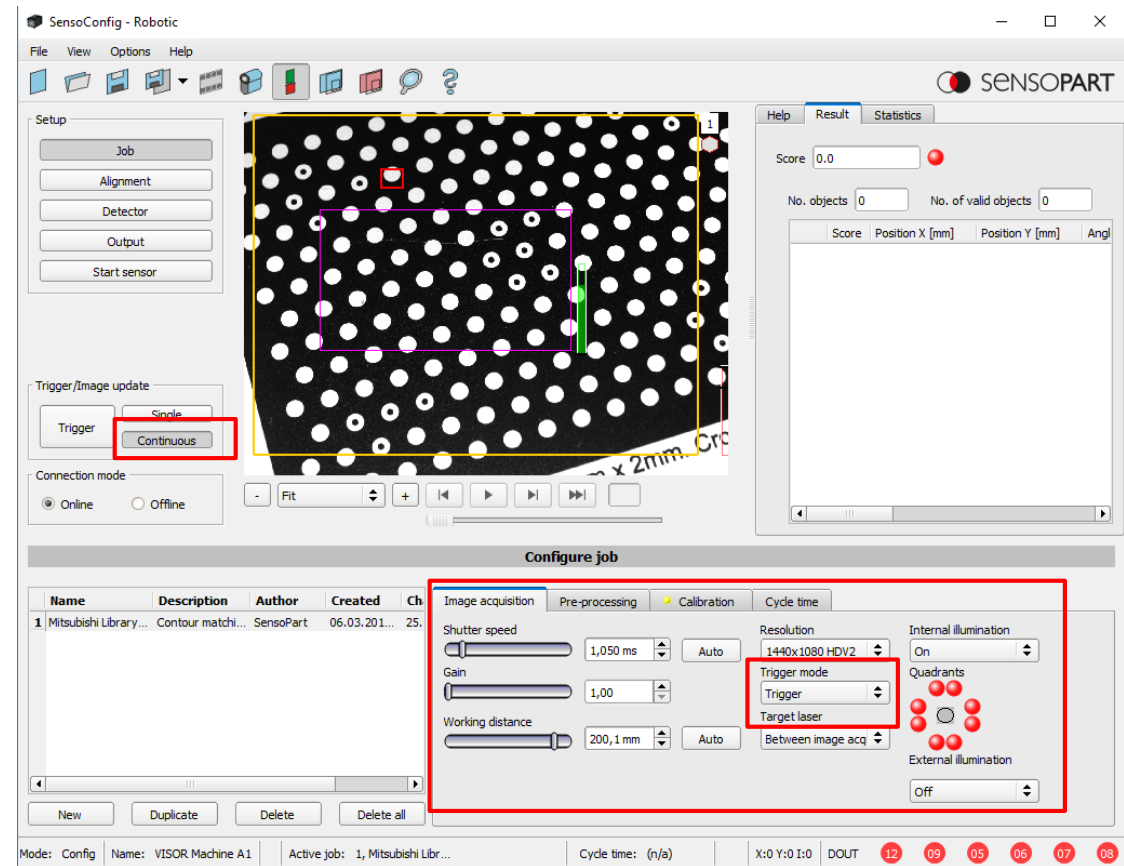 SensoConfig - Robotic
File View Options Help
SENSOPART
Setup
Job
Alignment
Detector
Output
Start sensor
Trigger/Image update
Trigger
Single
Continuous
Connection mode
Online Offline
1
x 2mm. Cro
- Fit +
Help Result Statistics
Score 0.0
No. objects 0 No. of valid objects 0
Score Position X [mm] Position Y [mm] Angl
Configure job
Name Description Author Created Ch
1 Mitsubishi Library... Contour matchi... SensoPart 06.03.201... 25.
New Duplicate Delete Delete all
Image acquisition Pre-processing Calibration Cycle time
Shutter speed
1,050 ms Auto
Gain
1,00
Working distance
200,1 mm Auto
Resolution
1440x1080 HDV2
Trigger mode
Trigger
Target laser
Between image acq
Internal illumination
On
Quadrants
External illumination
Off
Mode: Config Name: VISOR Machine A1 Active job: 1, Mitsubishi Libr... Cycle time: (n/a) X:0 Y:0 I:0 DOUT 12 09 05 06 07 08